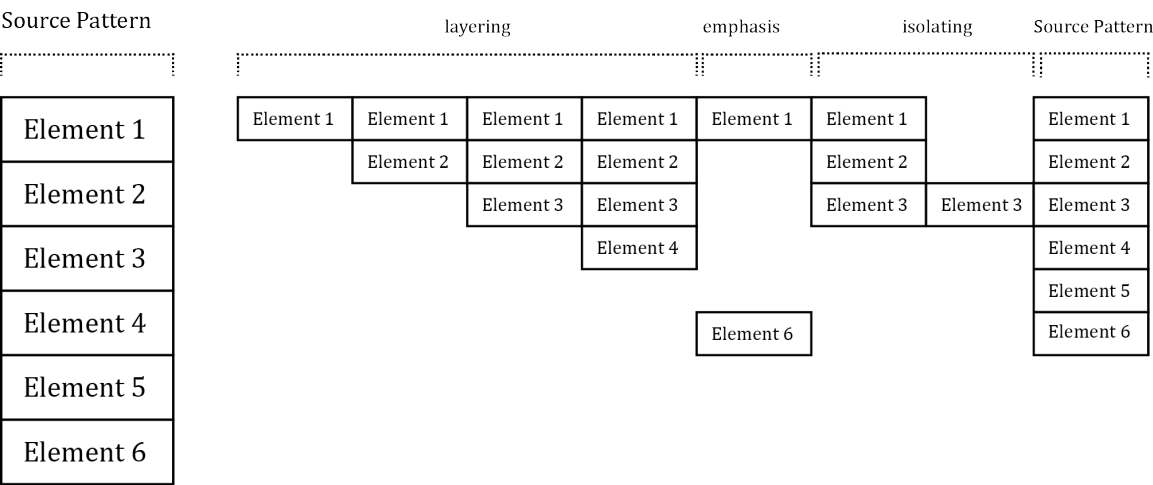 Source Pattern
layering
emphasis
isolating
Source Pattern
Element 1
Element 2
Element 3
Element 4
Element 5
Element 6
Element 1 Element 1 Element 1 Element 1 Element 1 Element 1 Element 1
Element 2 Element 2 Element 2 Element 2 Element 2
Element 3 Element 3 Element 3 Element 3 Element 3
Element 4 Element 4
Element 5
Element 6 Element 6